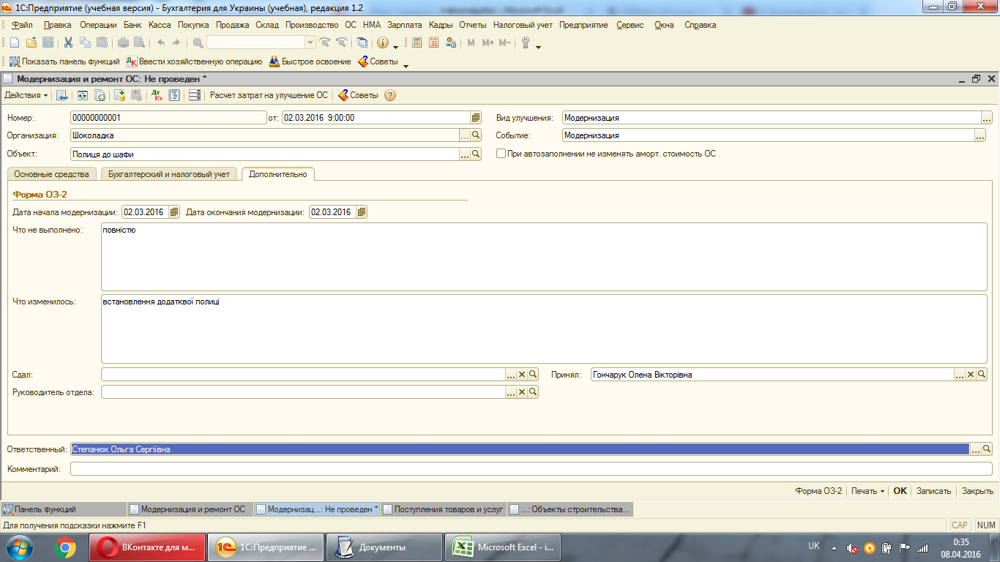 1С:Предприятие (учебная версия) - Бухгалтерия для Украины (учебная), редакция 1.2
Файл Правка Операции Банк Касса Покупка Продажа Склад Производство ОС НМА Зарплата Кадры Отчеты Налоговый учет Предприятие Сервис Окна Справка
M M+ M-
Показать панель функций Ввести хозяйственную операцию Быстрое освоение Советы
Модернизация и ремонт ОС: Не проведен *
Действия Расчет затрат на улучшение ОС Советы
Номер: 00000000001 от: 02.03.2016 9:00:00 Вид улучшения: Модернизация
Организация: Шоколадка Событие: Модернизация
Объект: Полиця до шафи При автозаполнении не изменять аморт. стоимость ОС
Основные средства Бухгалтерский и налоговый учет Дополнительно
Форма ОЗ-2
Дата начала модернизации: 02.03.2016 Дата окончания модернизации: 02.03.2016
Что не выполнено: повністю
Что изменилось: встановлення додатквої полиці
Сдал: Принял: Гончарук Олена Вікторівна
Руководитель отдела:
Ответственный: Степанюк Ольга Сергіївна
Комментарий:
Форма ОЗ-2 Печать OK Записать Закрыть
Панель функций Модернизация и ремонт ОС Модернизац...: Не проведен * Поступления товаров и услуг ...: Объекты строительства...
Для получения подсказки нажмите F1 CAP NUM
ВКонтакте для м... 1С:Предприятие ... Документы Microsoft Excel - і... UK 0:35
08.04.2016